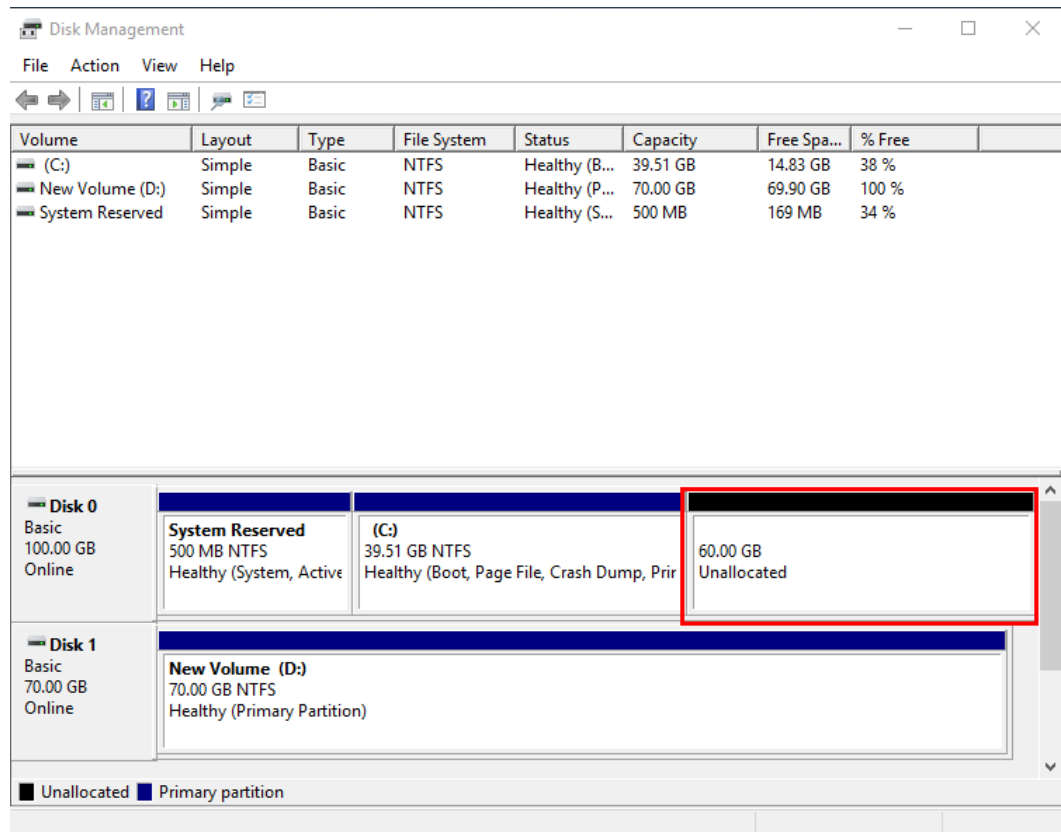 Disk Management
File Action View Help
Volume Layout Type File System Status Capacity Free Spa... % Free
(C:) Simple Basic NTFS Healthy (B... 39.51 GB 14.83 GB 38 %
New Volume (D:) Simple Basic NTFS Healthy (P... 70.00 GB 69.90 GB 100 %
System Reserved Simple Basic NTFS Healthy (S... 500 MB 169 MB 34 %
Disk 0
Basic
100.00 GB
Online
System Reserved
500 MB NTFS
Healthy (System, Active
(C:)
39.51 GB NTFS
Healthy (Boot, Page File, Crash Dump, Prir
60.00 GB
Unallocated
Disk 1
Basic
70.00 GB
Online
New Volume (D:)
70.00 GB NTFS
Healthy (Primary Partition)
Unallocated Primary partition